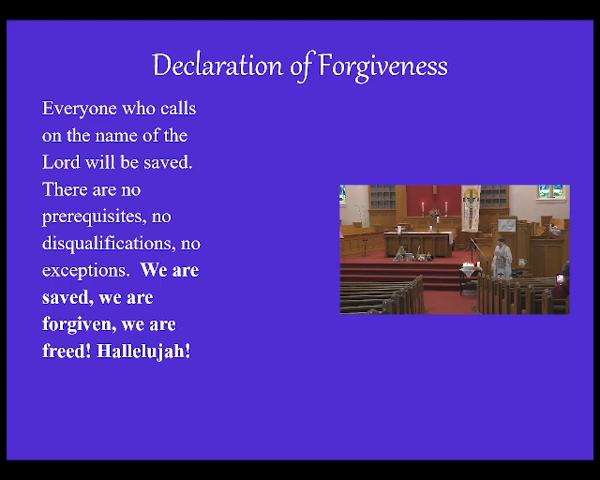 Declaration of Forgiveness
Everyone who calls
on the name of the
Lord will be saved.
There are no
prerequisites, no
disqualifications, no
exceptions. We are
saved, we are
forgiven, we are
freed! Hallelujah!